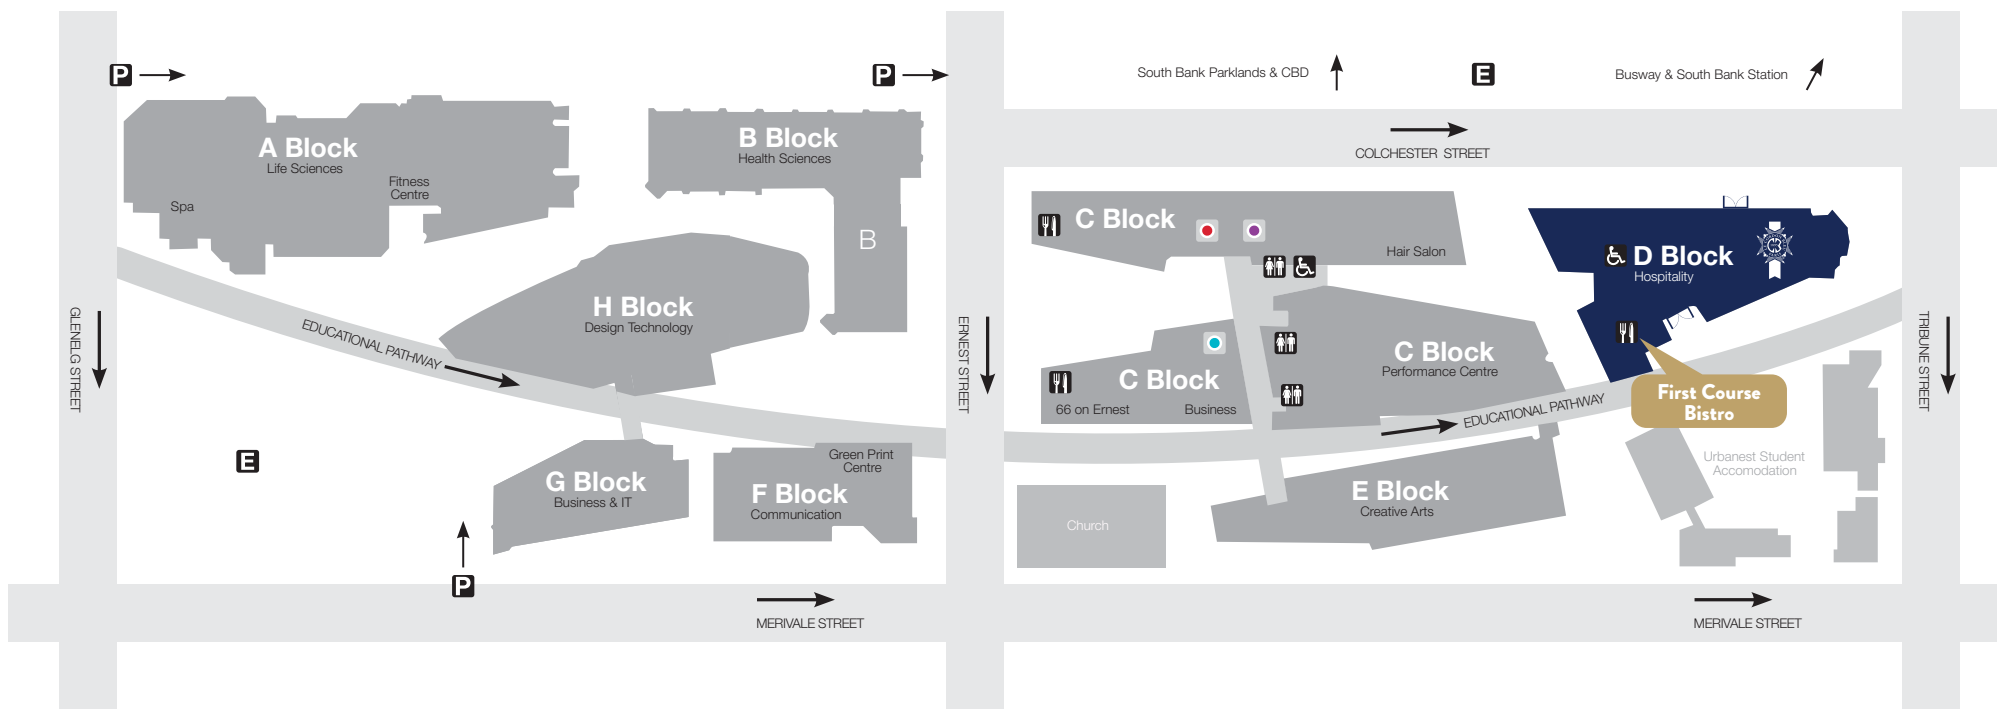 P
P
South Bank Parklands & CBD
E
Busway & South Bank Station
COLCHESTER STREET
A Block
Life Sciences
Fitness
Centre
Spa
B Block
Health Sciences
B
C Block
Hair Salon
D Block
Hospitality
H Block
Design Technology
EDUCATIONAL PATHWAY
GLENELG STREET
ERNEST STREET
TRIBUNE STREET
C Block
66 on Ernest
Business
C Block
Performance Centre
EDUCATIONAL PATHWAY
First Course
Bistro
E
G Block
Business & IT
Green Print
Centre
F Block
Communication
Church
E Block
Creative Arts
Urbanest Student
Accomodation
P
MERIVALE STREET
MERIVALE STREET